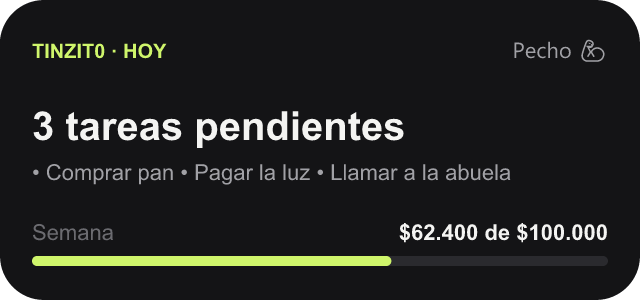 TINZIT0 · HOY
Pecho 💪
3 tareas pendientes
• Comprar pan • Pagar la luz • Llamar a la abuela
Semana
$62.400 de $100.000